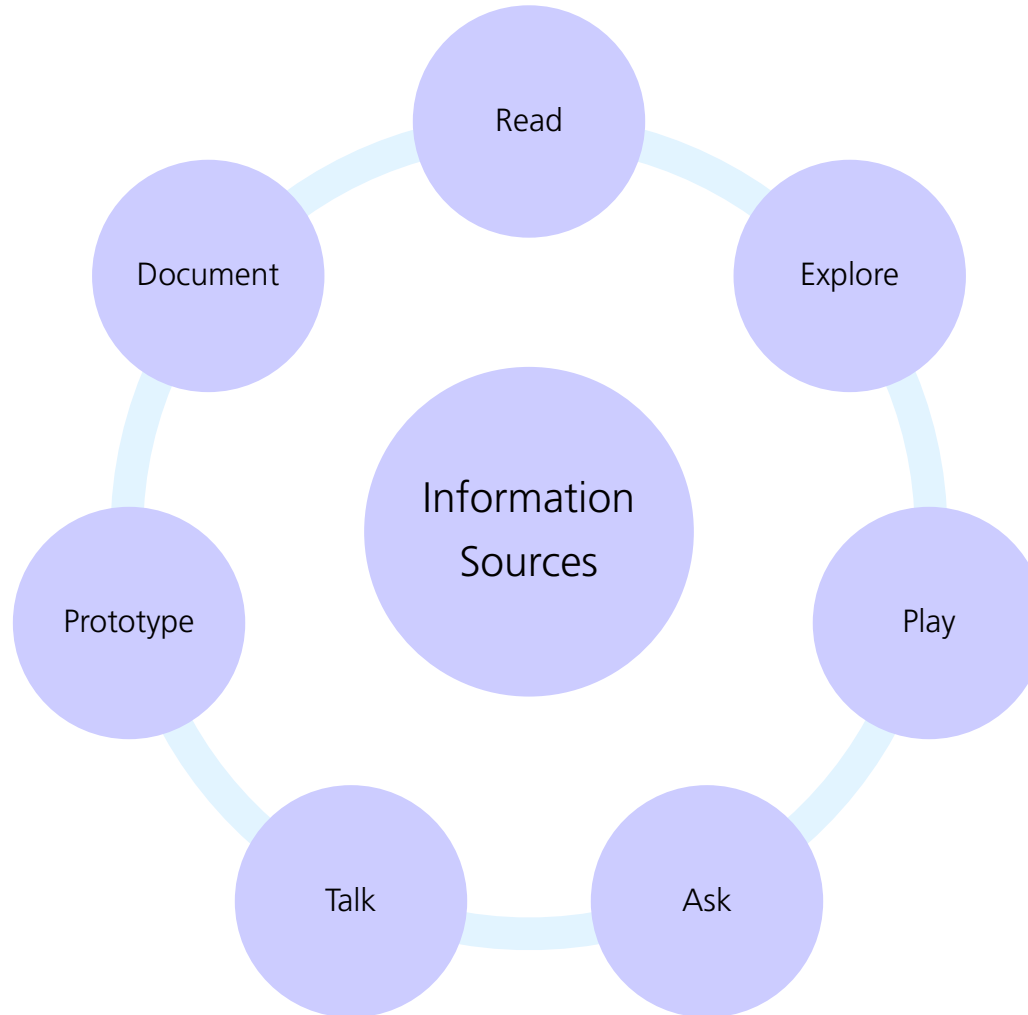 Read
Explore
Play
Ask
Talk
Prototype
Document
Information
Sources